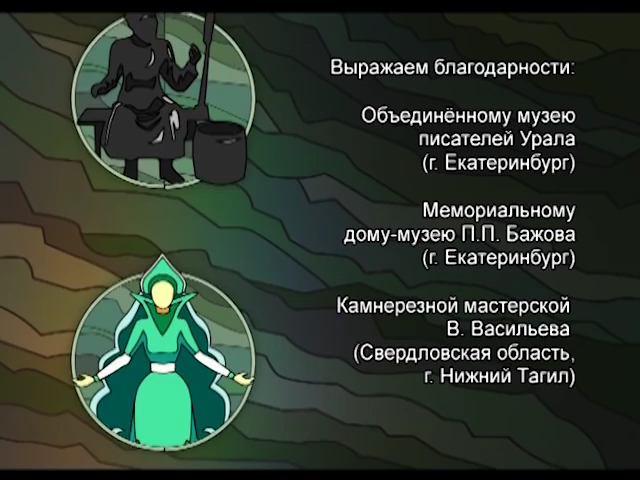 Выражаем благодарности:
Объединённому музею
писателей Урала
(г. Екатеринбург)
Мемориальному
дому-музею П.П. Бажова
(г. Екатеринбург)
Камнерезной мастерской
В. Васильева
(Свердловская область,
г. Нижний Тагил)